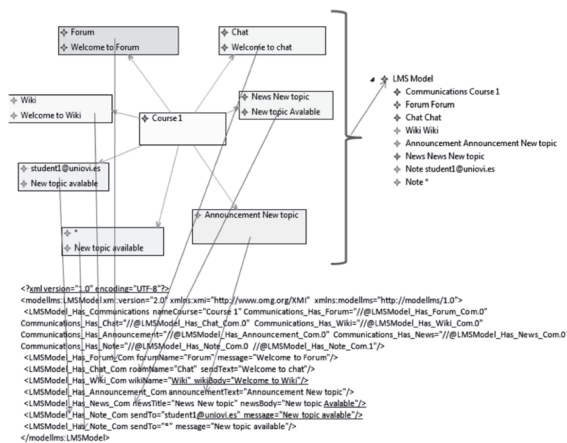 Forum
Welcome to Forum
Chat
Welcome to chat
Wiki
Welcome to Wiki
News New topic
New topic Avalable
Course 1
student1@uniovi.es
New topic avalable
*
New topic available
Announcement New topic
LMS Model
Communications Course 1
Forum Forum
Chat Chat
Wiki Wiki
Announcement Announcement New topic
News News New topic
Note student1@uniovi.es
Note *
<?xml version="1.0" encoding="UTF-8"?>
<modellms:LMSModel xmi:version="2.0" xmlns:xmi="http://www.omg.org/XMI" xmlns:modellms="http://modellms/1.0">
<LMSModel_Has_Communications nameCourse="Course 1" Communications_Has_Forum="//@LMSModel_Has_Forum_Com.0"
Communications_Has_Chat="//@LMSModel_Has_Chat_Com.0" Communications_Has_Wiki="//@LMSModel_Has_Wiki_Com.0"
Communications_Has_Announcement="//@LMSModel_Has_Announcement_Com.0" Communications_Has_News="//@LMSModel_Has_News_Com.0
Communications_Has_Note="//@LMSModel_Has_Note_Com.0 //@LMSModel_Has_Note_Com.1"/>
<LMSModel_Has_Forum_Com forumName="Forum" message="Welcome to Forum"/>
<LMSModel_Has_Chat_Com chatName="Chat" sendText="Welcome to chat"/>
<LMSModel_Has_Wiki_Com wikiName="Wiki" wikiBody="Welcome to Wiki"/>
<LMSModel_Has_Announcement_Com announcementText="Announcement New topic"/>
<LMSModel_Has_News_Com newsTitle="News New topic" newsBody="New topic Avalable"/>
<LMSModel_Has_Note_Com sendTo="student1@uniovi.es" message="New topic avalable"/>
<LMSModel_Has_Note_Com sendTo="*" message="New topic available"/>
</modellms:LMSModel>